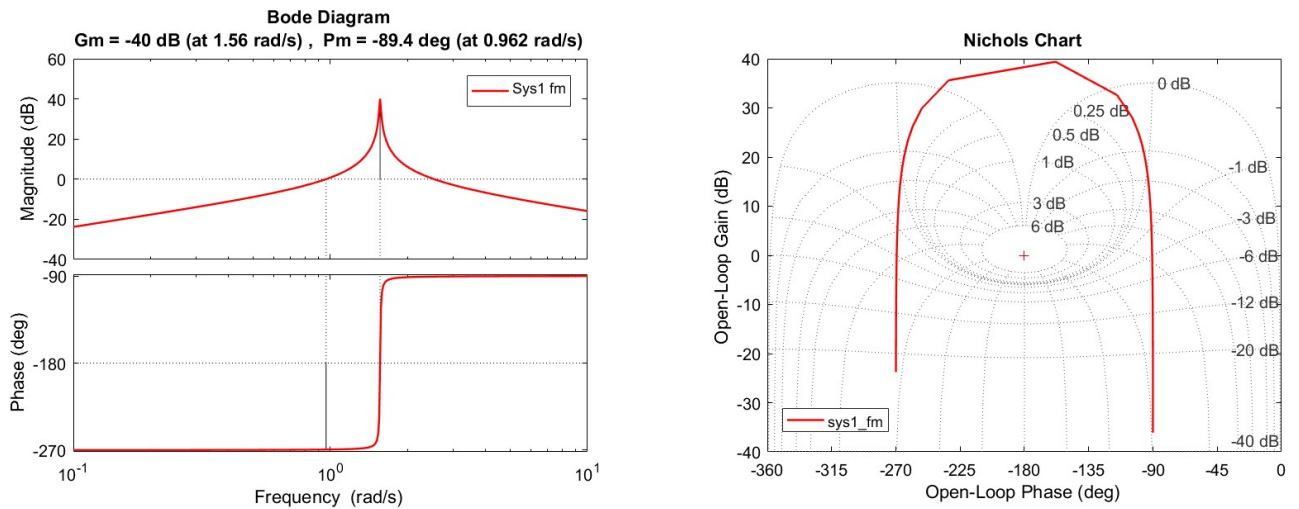 Bode Diagram
Gm = -40 dB (at 1.56 rad/s) , Pm = -89.4 deg (at 0.962 rad/s)
60
40
20
0
-20
-40
Magnitude (dB)
Sys1 fm
-90
-180
-270
Phase (deg)
10-1
100
101
Frequency (rad/s)
Nichols Chart
40
30
20
10
0
-10
-20
-30
-40
Open-Loop Gain (dB)
0 dB
0.25 dB
0.5 dB
1 dB
-1 dB
3 dB
-3 dB
6 dB
-6 dB
-12 dB
-20 dB
-40 dB
sys1_fm
-360
-315
-270
-225
-180
-135
-90
-45
0
Open-Loop Phase (deg)